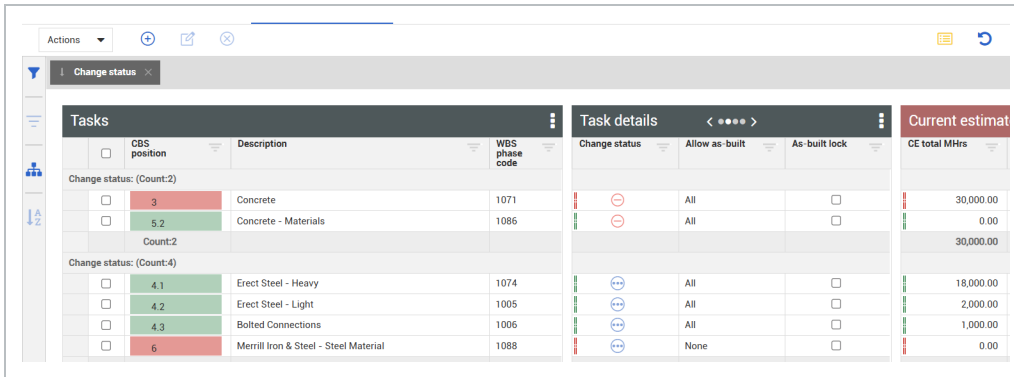 Actions
Change status
Tasks Task details Current estimat
CBS position Description WBS phase code Change status Allow as-built As-built lock CE total MHrs
Change status: (Count:2)
3 Concrete 1071 All 30,000.00
5.2 Concrete - Materials 1086 All 0.00
Count:2 30,000.00
Change status: (Count:4)
4.1 Erect Steel - Heavy 1074 All 18,000.00
4.2 Erect Steel - Light 1005 All 2,000.00
4.3 Bolted Connections 1006 All 1,000.00
6 Merrill Iron & Steel - Steel Material 1088 None 0.00